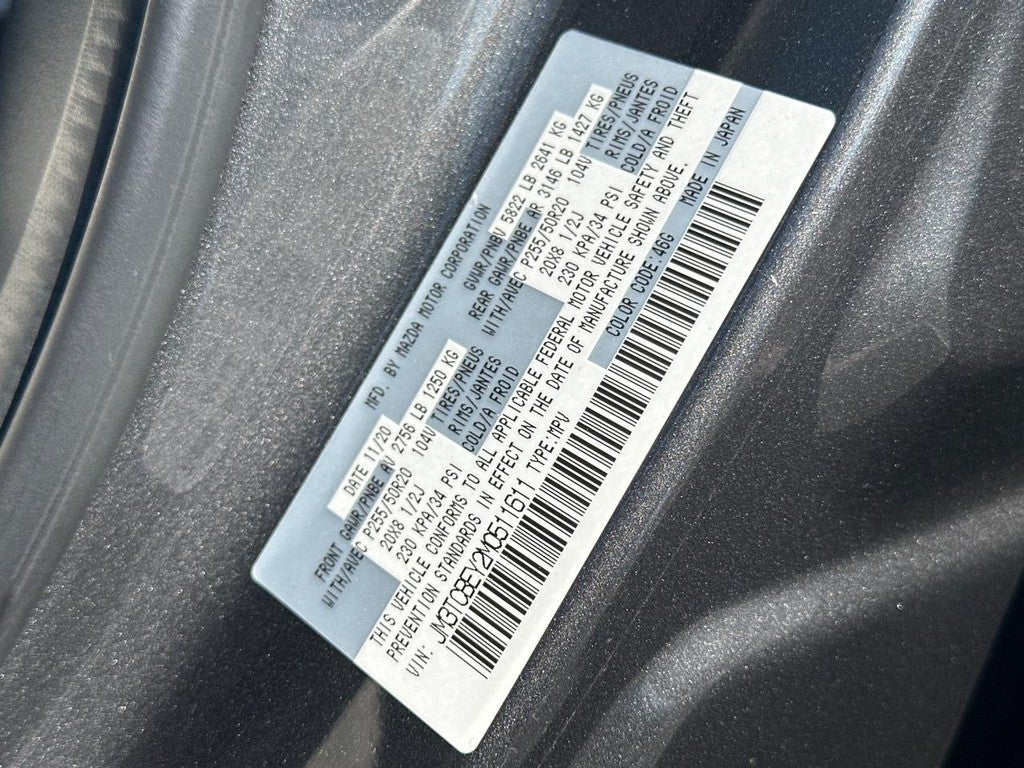 MFD. BY MAZDA MOTOR CORPORATION
DATE 11/20 GVWR/PNBV 5822 LB 2641 KG
FRONT GAWR/PNBE AV 2756 LB 1250 KG REAR GAWR/PNBE AR 3146 LB 1427 KG
WITH/AVEC P255/50R20 104V TIRES/PNEUS WITH/AVEC P255/50R20 104V TIRES/PNEUS
20X8 1/2J RIMS/JANTES 20X8 1/2J RIMS/JANTES
230 KPA/34 PSI COLD/A FROID 230 KPA/34 PSI COLD/A FROID
THIS VEHICLE CONFORMS TO ALL APPLICABLE FEDERAL MOTOR VEHICLE SAFETY AND THEFT
PREVENTION STANDARDS IN EFFECT ON THE DATE OF MANUFACTURE SHOWN ABOVE.
VIN: JM3TCBEY2M0511611 TYPE:MPV COLOR CODE:46G MADE IN JAPAN